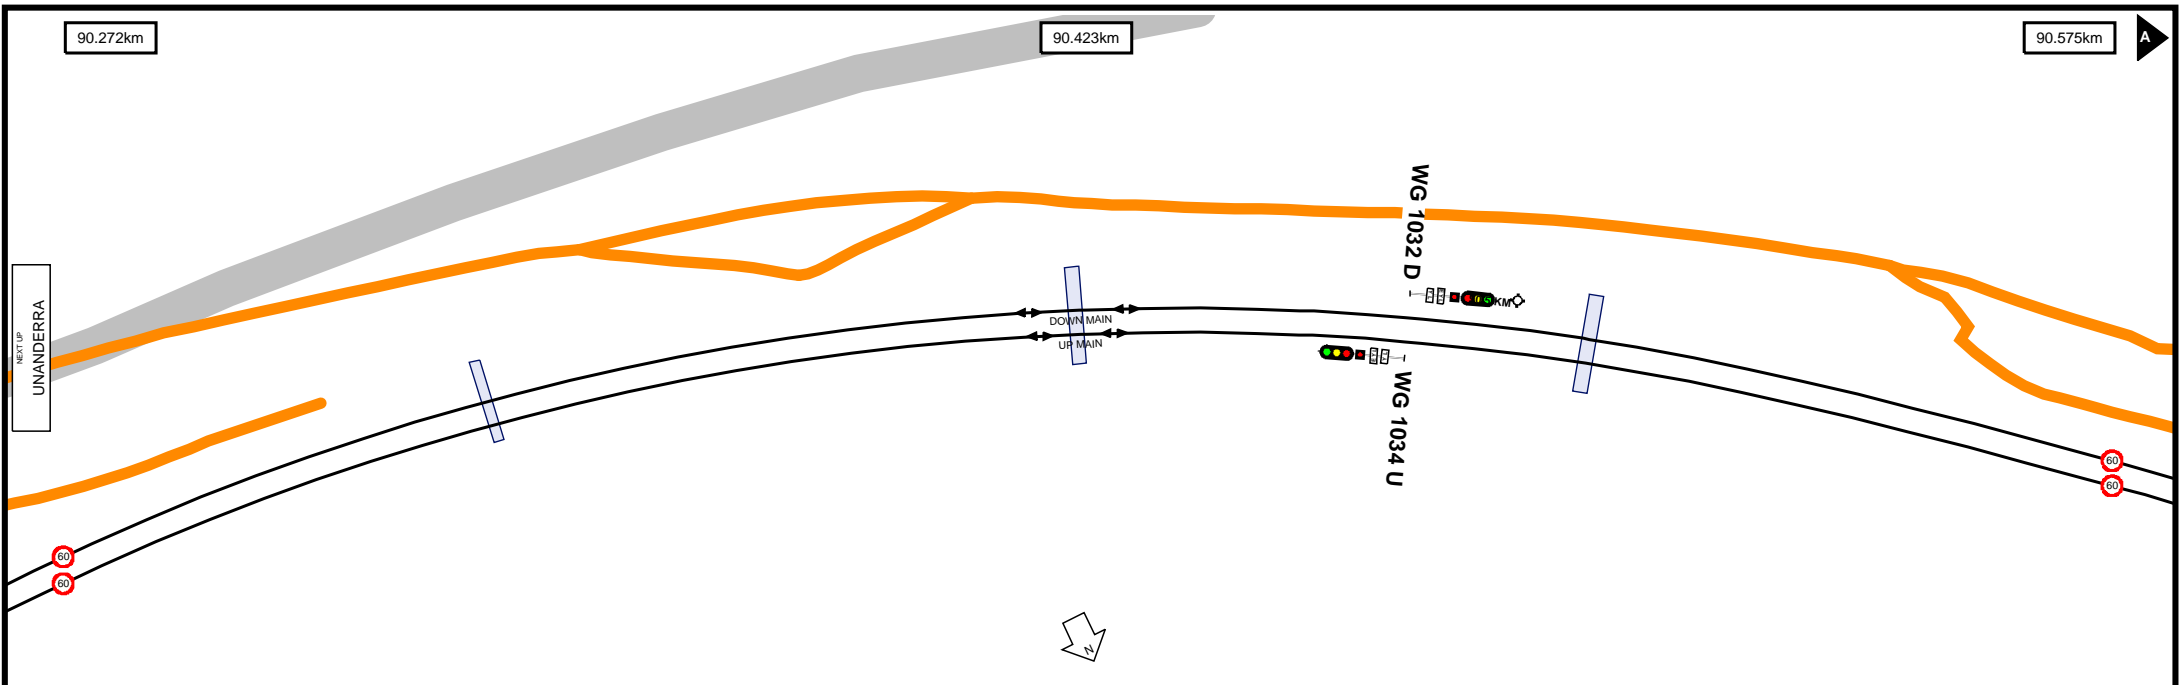 90.272km
90.423km
90.575km
A
WG 1032 D
KM
NEXT UP
UNANDERRA
DOWN MAIN
UP MAIN
WG 1034 U
60
60
60
60
N